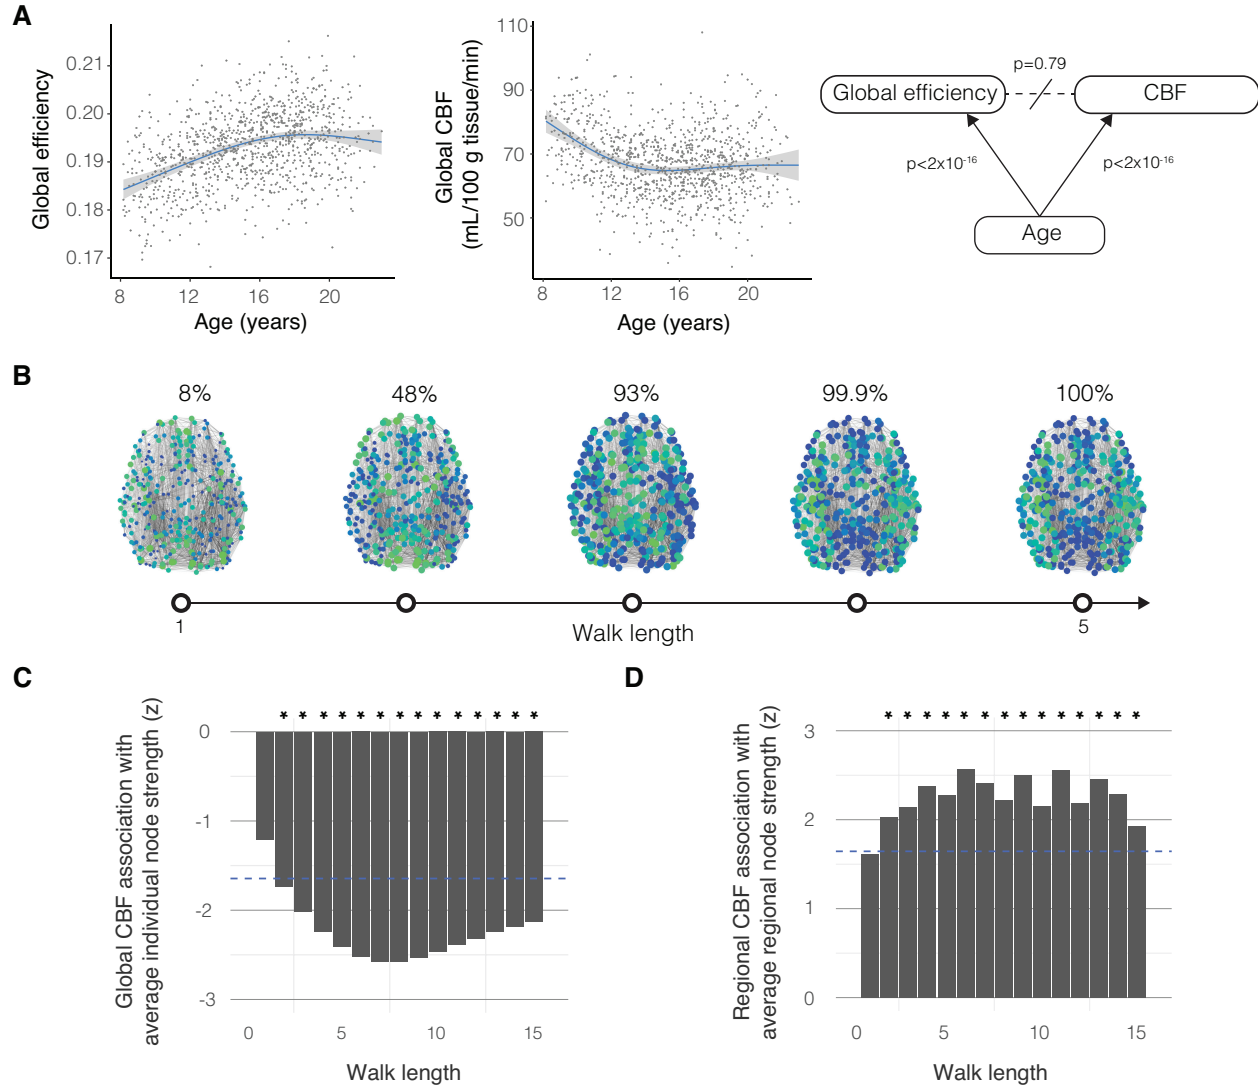 A
Global efficiency
0.21
0.20
0.19
0.18
0.17
8 12 16 20
Age (years)
Global CBF
(mL/100 g tissue/min)
110
90
70
50
8 12 16 20
Age (years)
p=0.79
Global efficiency
CBF
p<2x10-16
p<2x10-16
Age
B
8% 48% 93% 99.9% 100%
1
Walk length
5
C
Global CBF association with
average individual node strength (z)
* * * * * * * * * * * * * *
0
-1
-2
-3
0 5 10 15
Walk length
D
Regional CBF association with
average regional node strength (z)
* * * * * * * * * * * * * *
3
2
1
0
0 5 10 15
Walk length